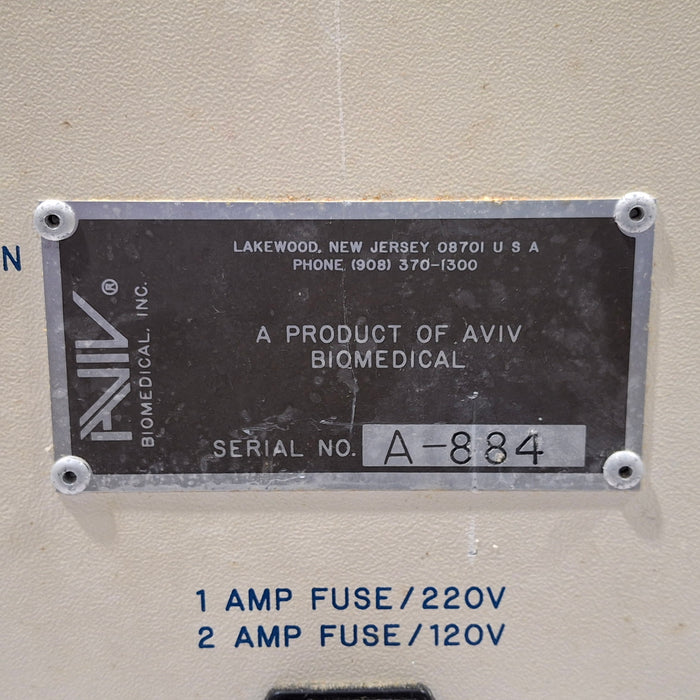 N
LAKEWOOD, NEW JERSEY 08701 U S A
PHONE (908) 370-1300
AVIV ®
BIOMEDICAL, INC.
A PRODUCT OF AVIV
BIOMEDICAL
SERIAL NO. A-884
1 AMP FUSE/220V
2 AMP FUSE/120V